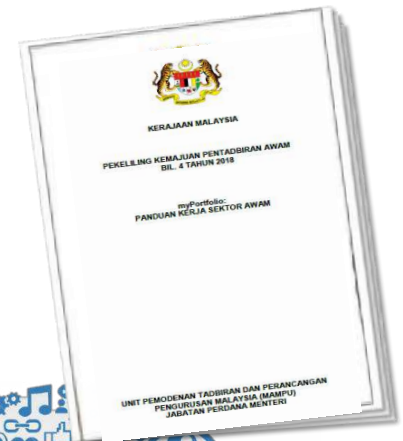 KERAJAAN MALAYSIA
PEKELILING KEMAJUAN PENTADBIRAN AWAM
BIL. 4 TAHUN 2018
myPortfolio:
PANDUAN KERJA SEKTOR AWAM
UNIT PEMODENAN TADBIRAN DAN PERANCANGAN
PENGURUSAN MALAYSIA (MAMPU)
JABATAN PERDANA MENTERI